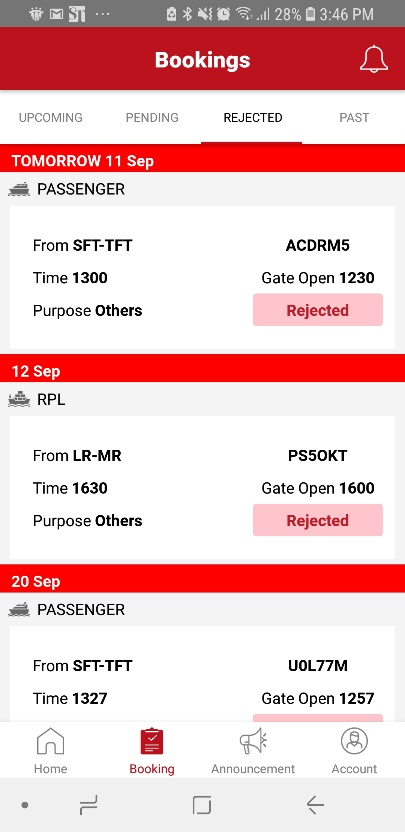 28% 3:46 PM
Bookings
UPCOMING PENDING REJECTED PAST
TOMORROW 11 Sep
PASSENGER
From SFT-TFT ACDRM5
Time 1300 Gate Open 1230
Purpose Others Rejected
12 Sep
RPL
From LR-MR PS5OKT
Time 1630 Gate Open 1600
Purpose Others Rejected
20 Sep
PASSENGER
From SFT-TFT U0L77M
Time 1327 Gate Open 1257
Home Booking Announcement Account